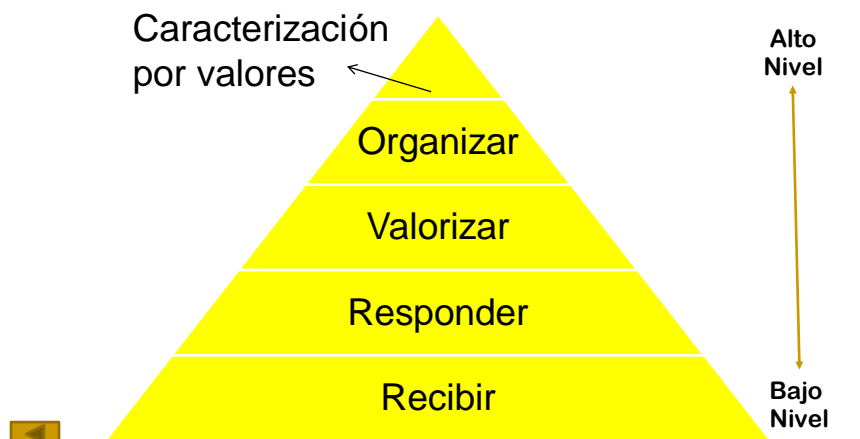 Caracterización
por valores
Alto
Nivel
Organizar
Valorizar
Responder
Recibir
Bajo
Nivel